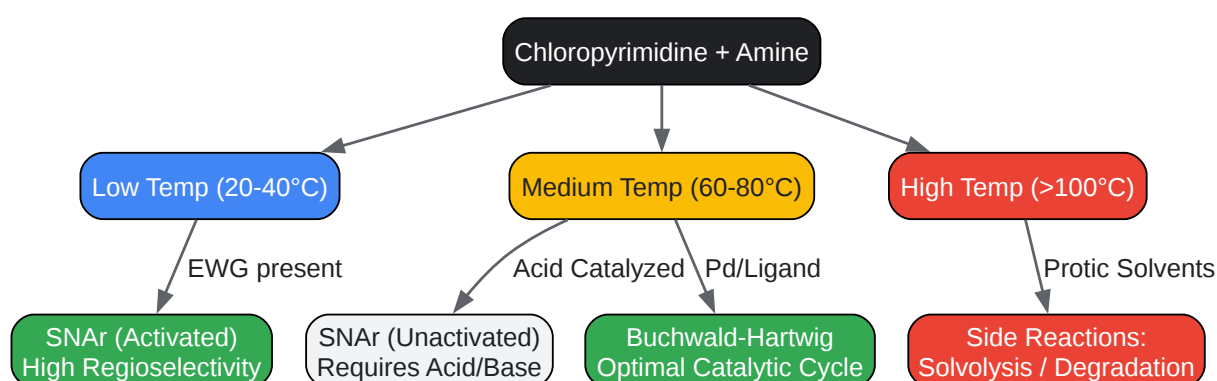 Chloropyrimidine + Amine
Low Temp (20-40°C)
Medium Temp (60-80°C)
High Temp (>100°C)
EWG present
Acid Catalyzed
Pd/Ligand
Protic Solvents
SNAr (Activated)
High Regioselectivity
SNAr (Unactivated)
Requires Acid/Base
Buchwald-Hartwig
Optimal Catalytic Cycle
Side Reactions:
Solvolysis / Degradation